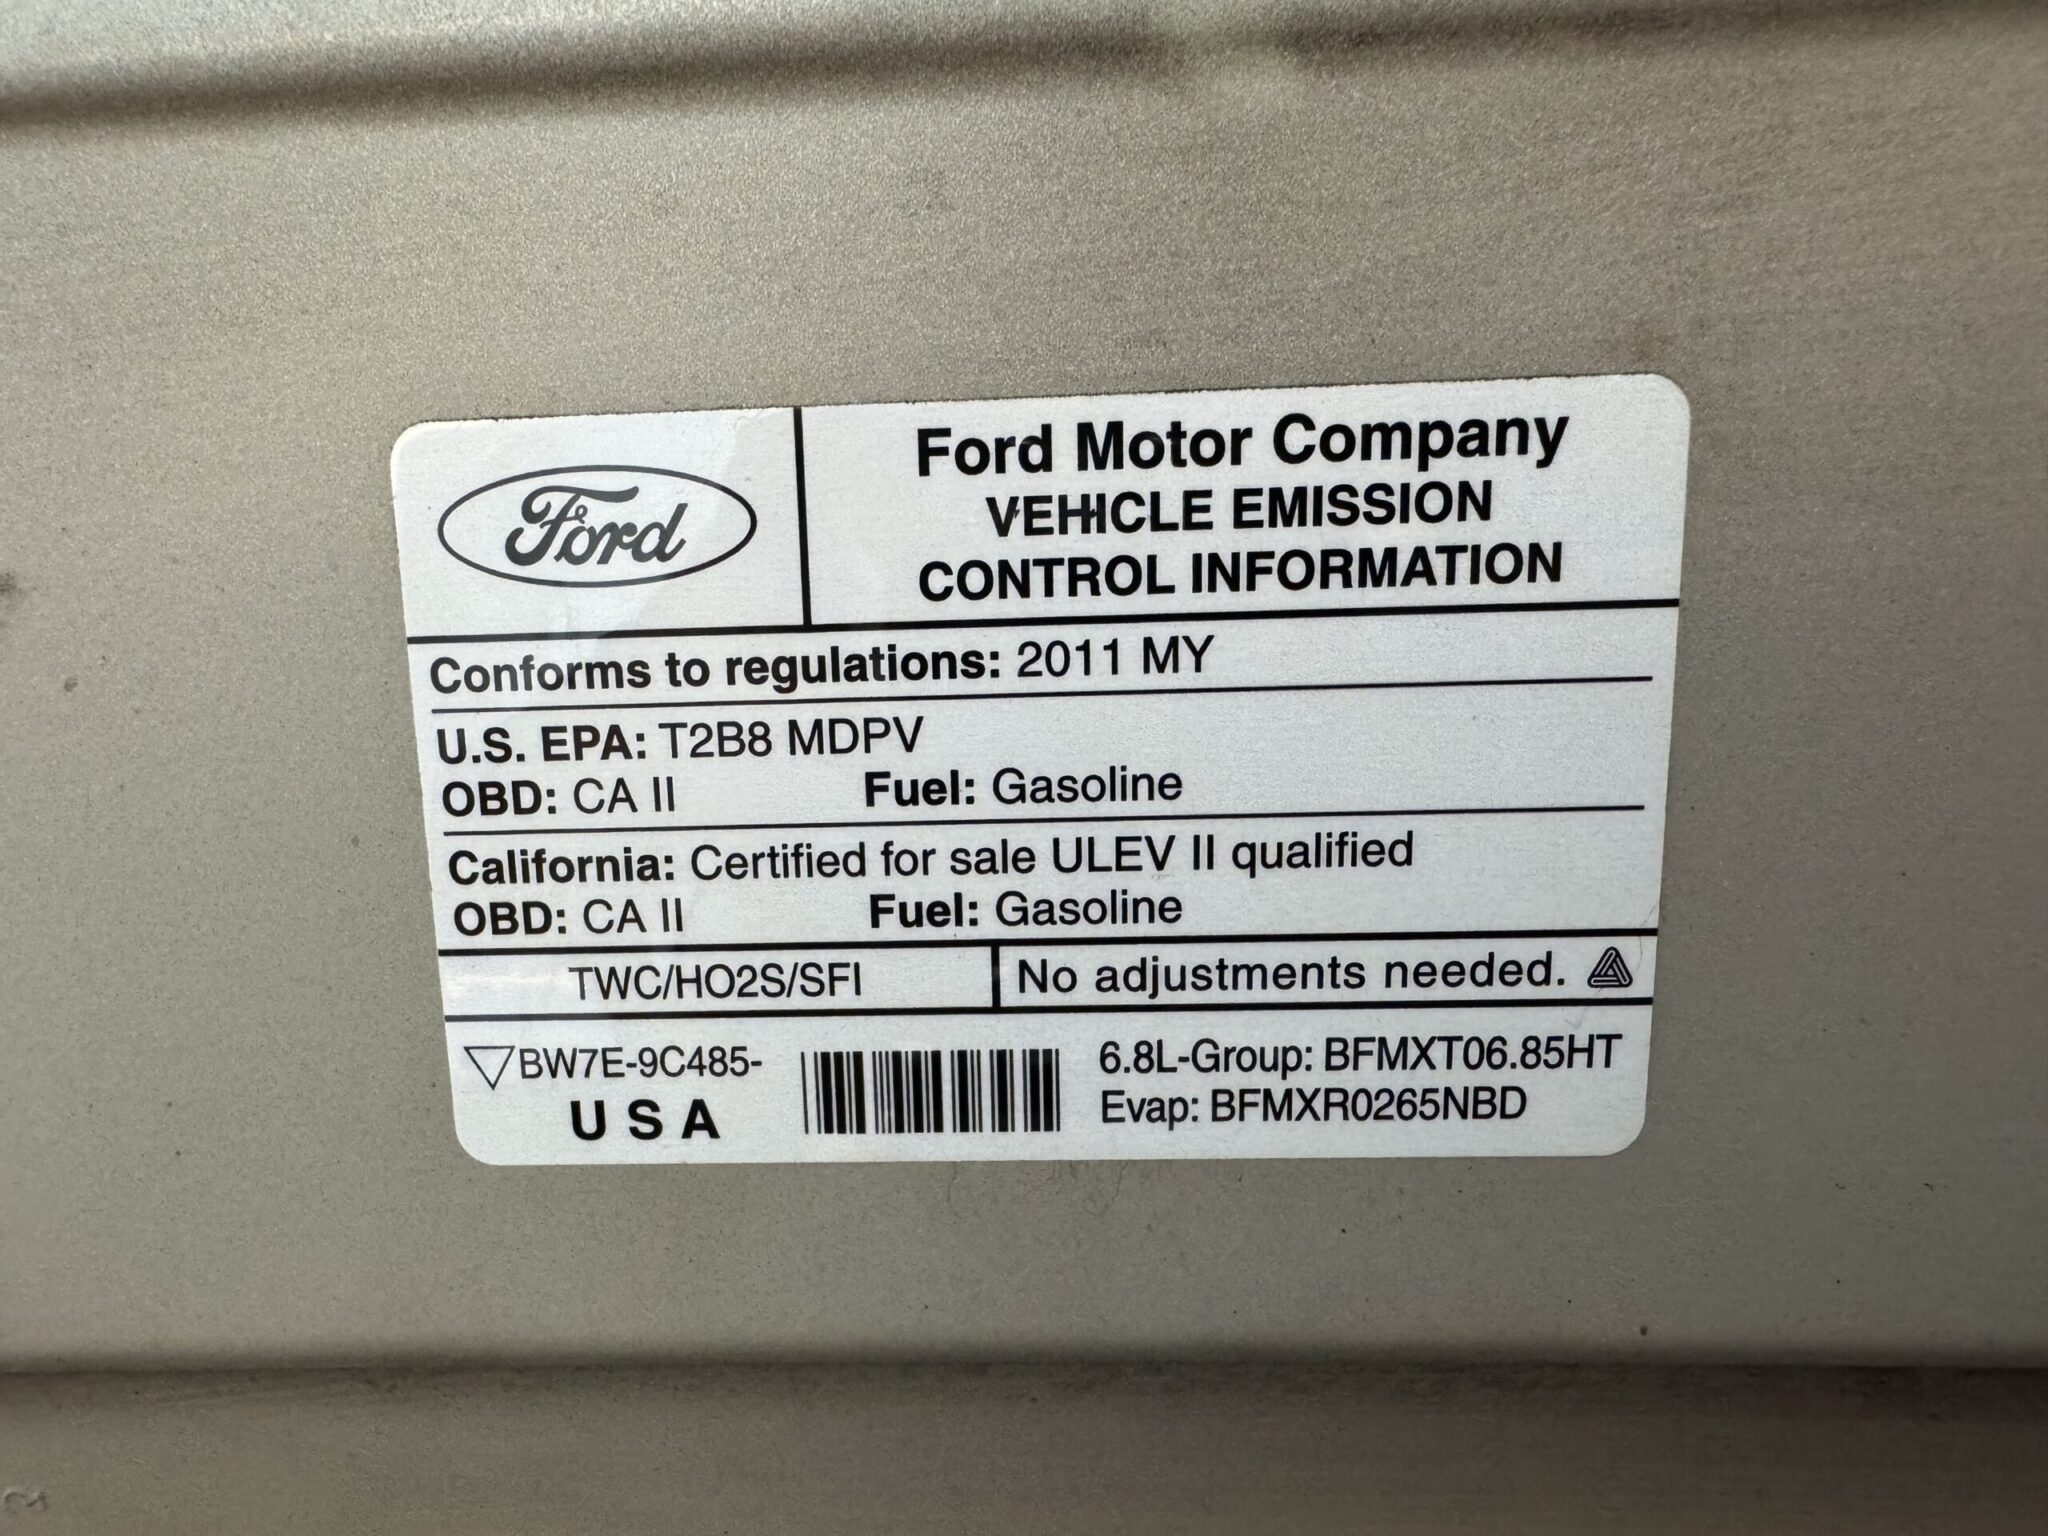 Ford
Ford Motor Company
VEHICLE EMISSION
CONTROL INFORMATION
Conforms to regulations: 2011 MY
U.S. EPA: T2B8 MDPV
OBD: CA II Fuel: Gasoline
California: Certified for sale ULEV II qualified
OBD: CA II Fuel: Gasoline
TWC/HO2S/SFI
No adjustments needed.
BW7E-9C485-
U S A
6.8L-Group: BFMXT06.85HT
Evap: BFMXR0265NBD